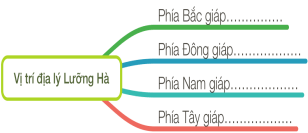 Phía Bắc giáp...............
Phía Đông giáp..................
Vị trí địa lý Lưỡng Hà
Phía Nam giáp..................
Phía Tây giáp..................